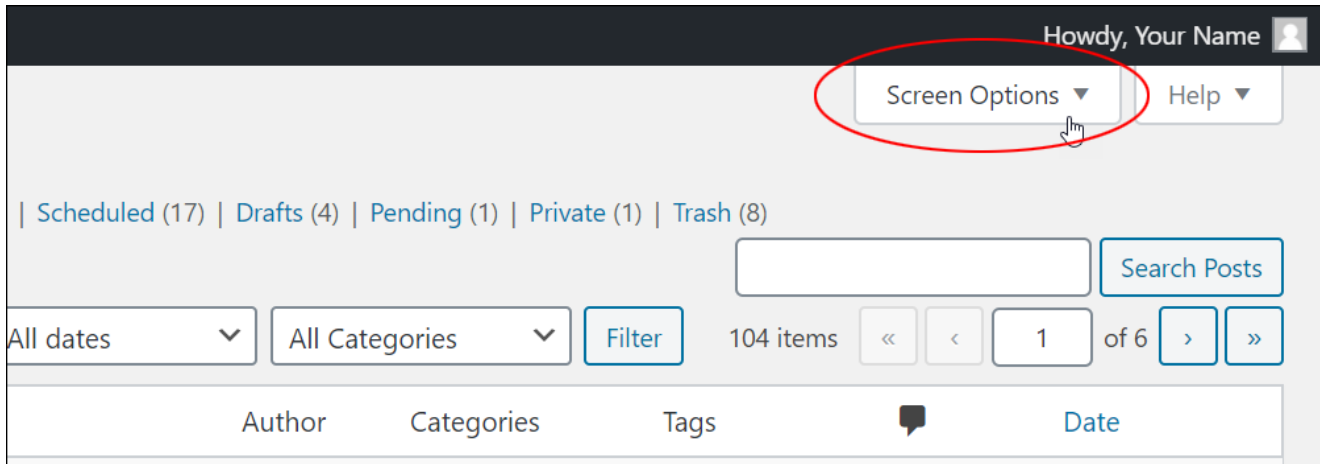 Howdy, Your Name
Screen Options ▼ Help ▼
| Scheduled (17) | Drafts (4) | Pending (1) | Private (1) | Trash (8)
Search Posts
All dates All Categories Filter 104 items « ‹ 1 of 6 › »
Author Categories Tags Date